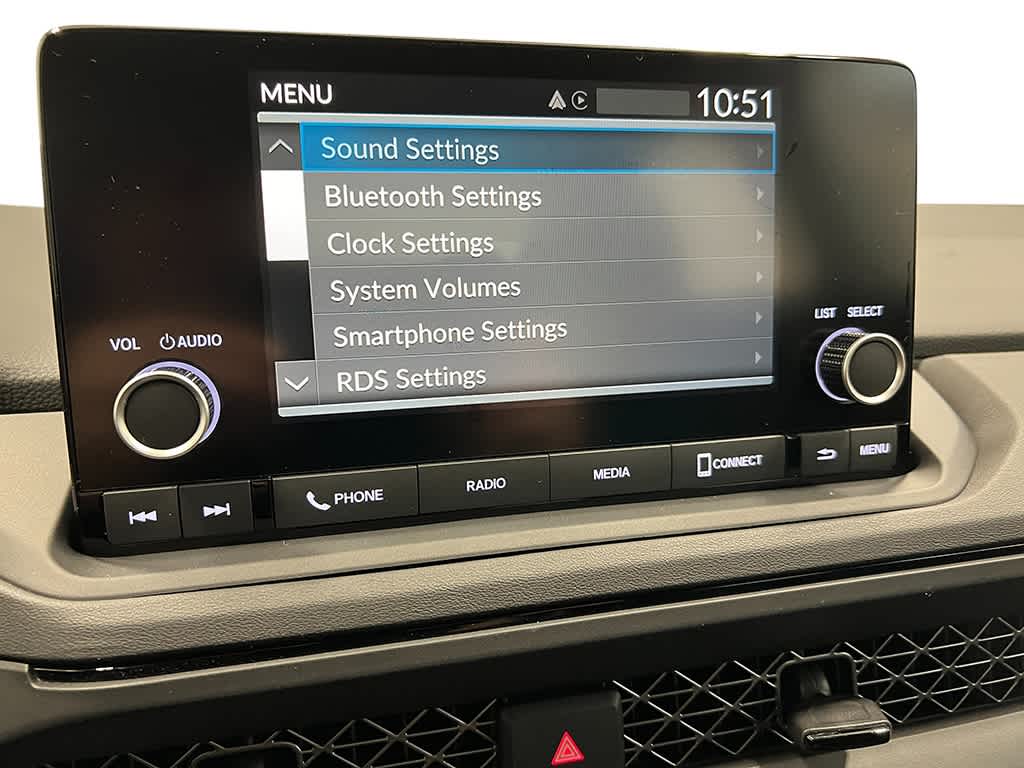 MENU 10:51
Sound Settings
Bluetooth Settings
Clock Settings
System Volumes
Smartphone Settings
RDS Settings
VOL AUDIO
LIST SELECT
PHONE RADIO MEDIA CONNECT MENU